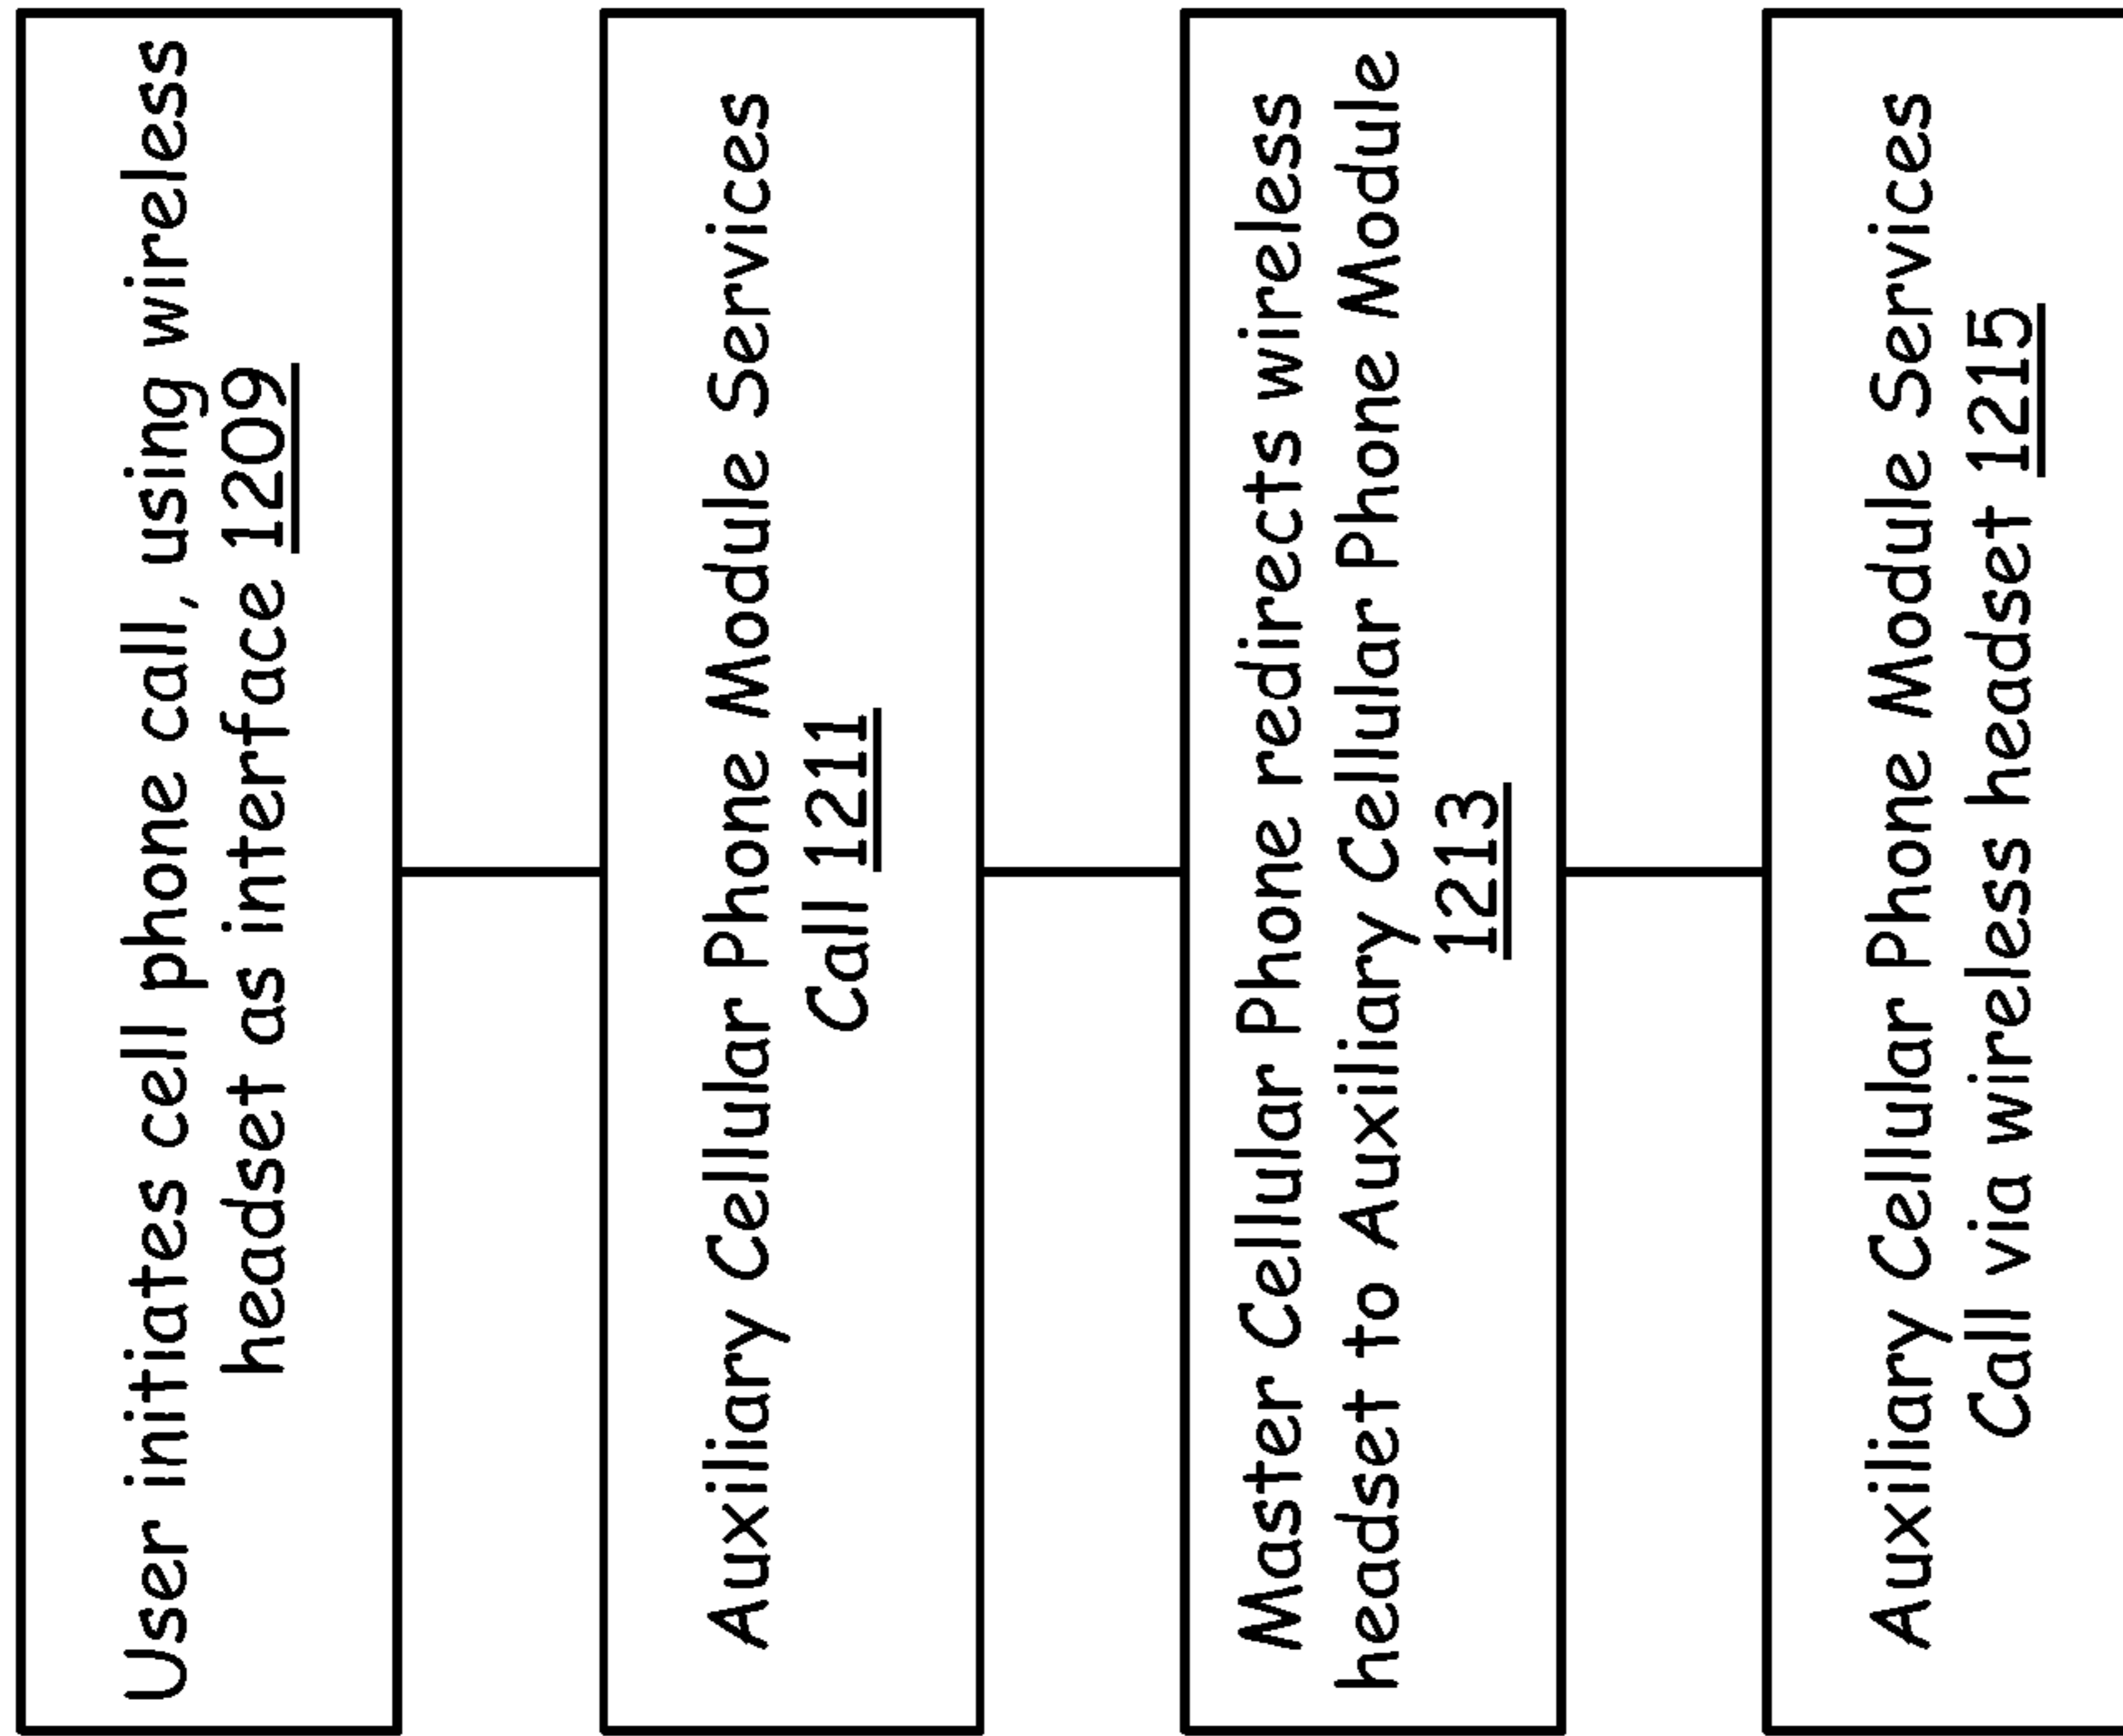 User initiates cell phone call, using wireless
headset as interface 1209
Auxiliary Cellular Phone Module Services
Call 1211
Master Cellular Phone redirects wireless
headset to Auxiliary Cellular Phone Module
1213
Auxiliary Cellular Phone Module Services
Call via wireless headset 1215